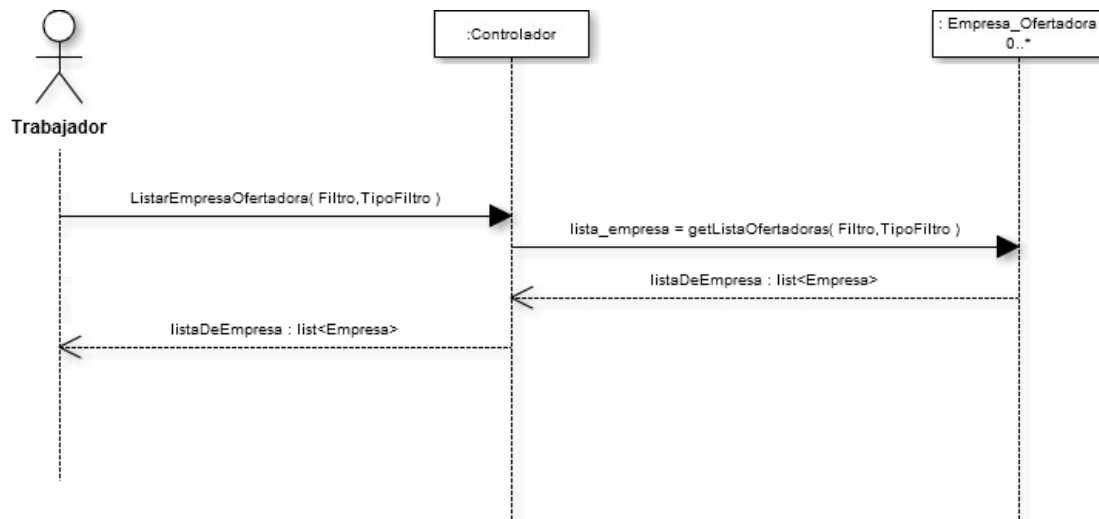 :Controlador
: Empresa_Ofertadora
0..*
Trabajador
ListarEmpresaOfertadora( Filtro,TipoFiltro )
lista_empresa = getListaOfertadoras( Filtro,TipoFiltro )
listaDeEmpresa : list<Empresa>
listaDeEmpresa : list<Empresa>